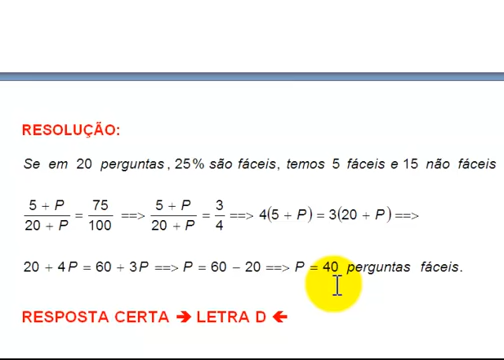 RESOLUÇÃO:
Se em 20 perguntas, 25% são fáceis, temos 5 fáceis e 15 não fáceis
(5 + P)/(20 + P) = 75/100 ==> (5 + P)/(20 + P) = 3/4 ==> 4(5 + P) = 3(20 + P) ==>
20 + 4P = 60 + 3P ==> P = 60 − 20 ==> P = 40 perguntas fáceis.
RESPOSTA CERTA ➔ LETRA D 🡸